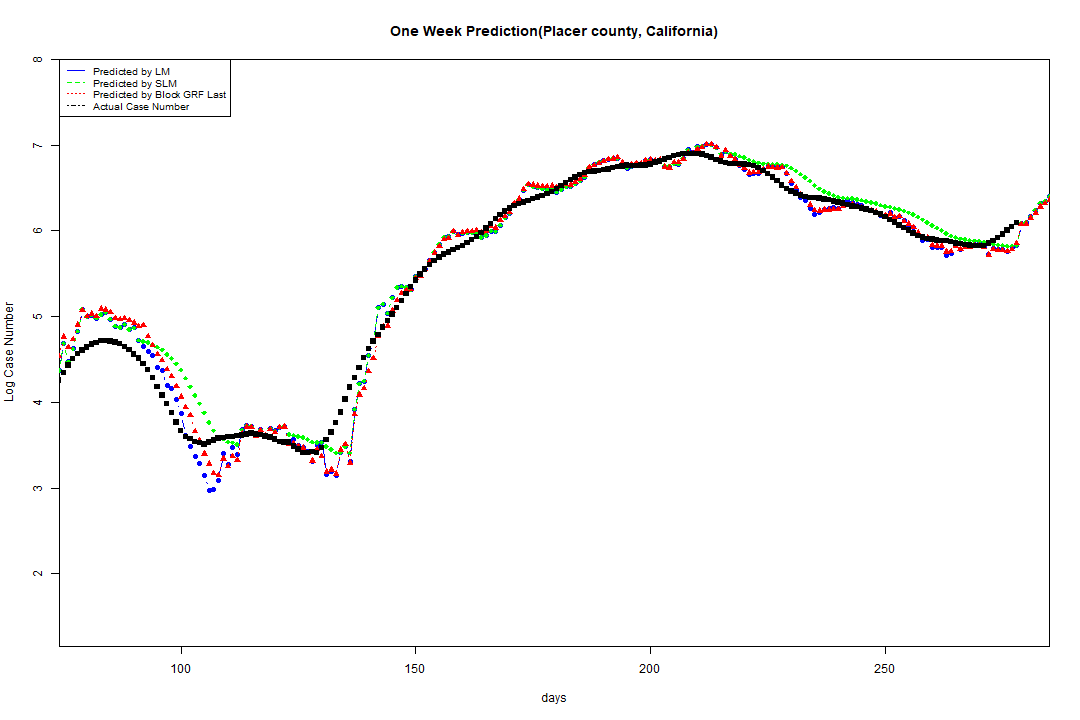 One Week Prediction(Placer county, California)
Predicted by LM
Predicted by SLM
Predicted by Block GRF Last
Actual Case Number
8
7
6
5
4
3
2
Log Case Number
100
150
200
250
days